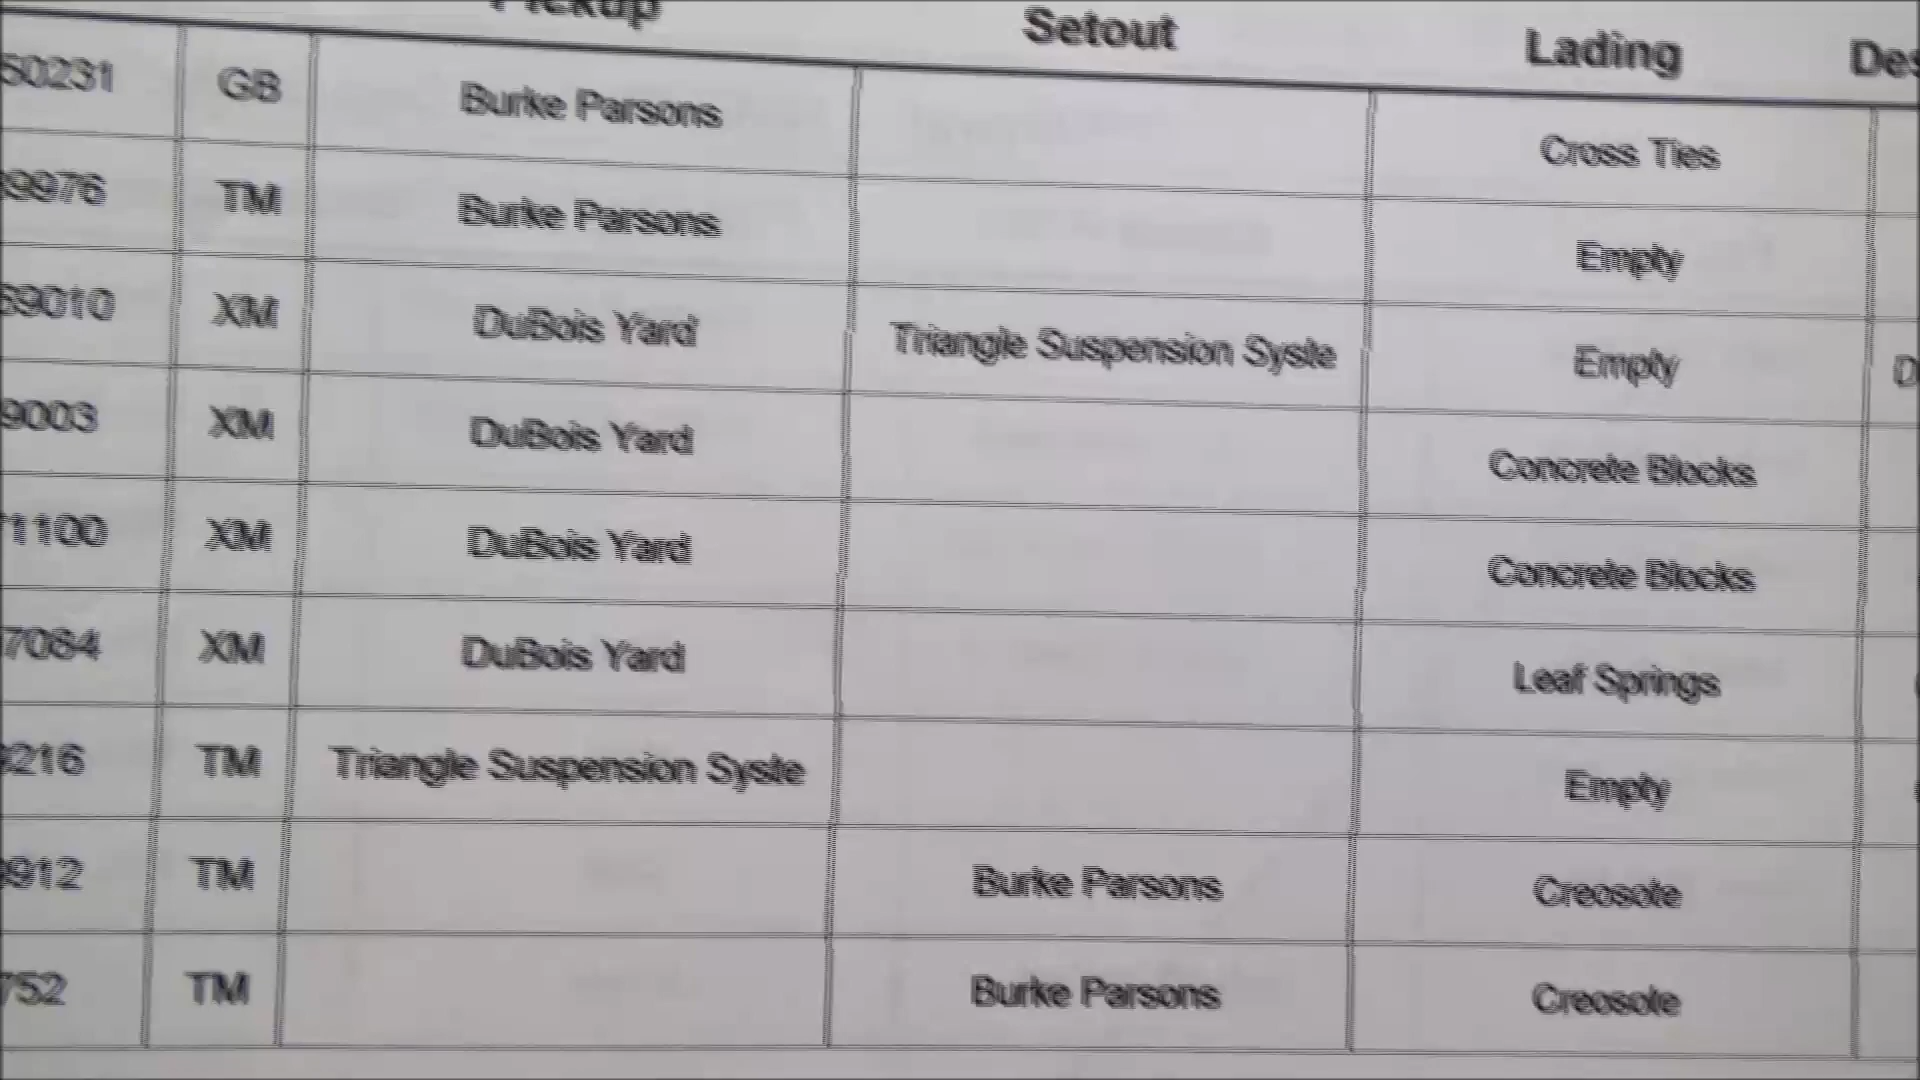 Pickup Setout Lading Des
60231 GB Burke Parsons Cross Ties
9976 TM Burke Parsons Empty
69010 XM DuBois Yard Triangle Suspension Syste Empty D
9003 XM DuBois Yard Concrete Blocks
1100 XM DuBois Yard Concrete Blocks
7084 XM DuBois Yard Leaf Springs
216 TM Triangle Suspension Syste Empty
912 TM Burke Parsons Creosote
752 TM Burke Parsons Creosote